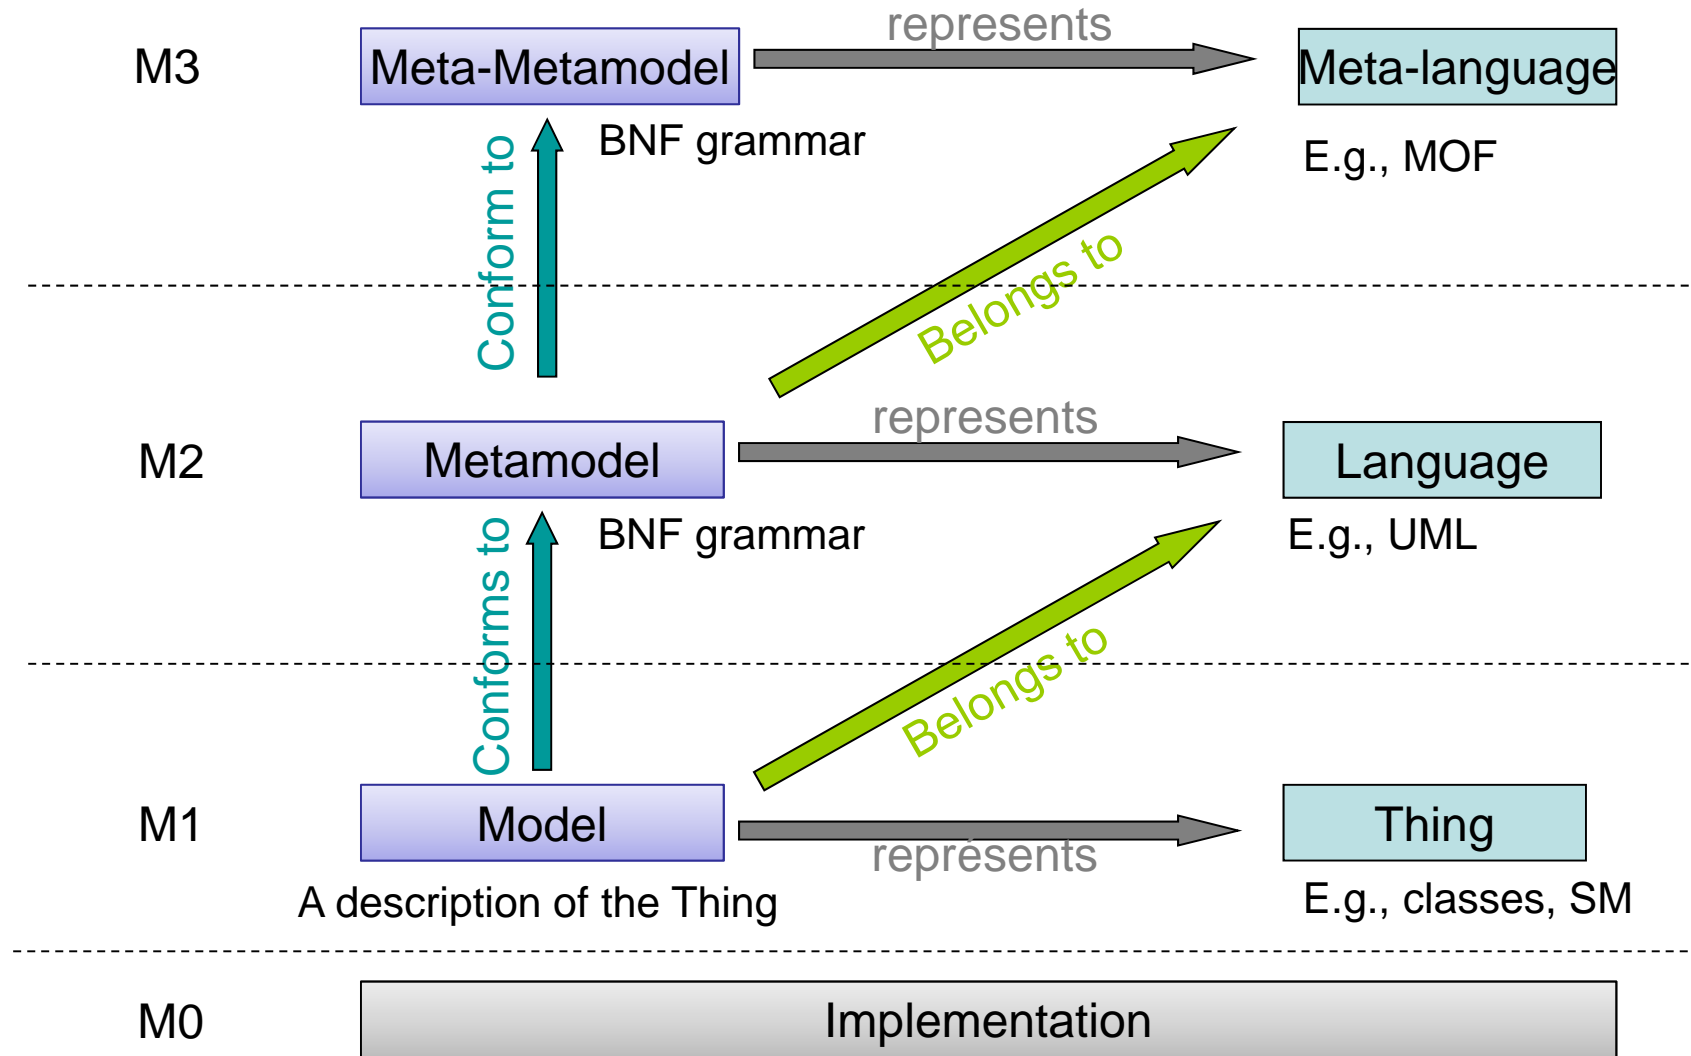 represents
M3
Meta-Metamodel
Meta-language
Conform to
BNF grammar
E.g., MOF
Belongs to
represents
M2
Metamodel
Language
Conforms to
BNF grammar
E.g., UML
Belongs to
M1
Model
Thing
représents
A description of the Thing
E.g., classes, SM
M0
Implementation